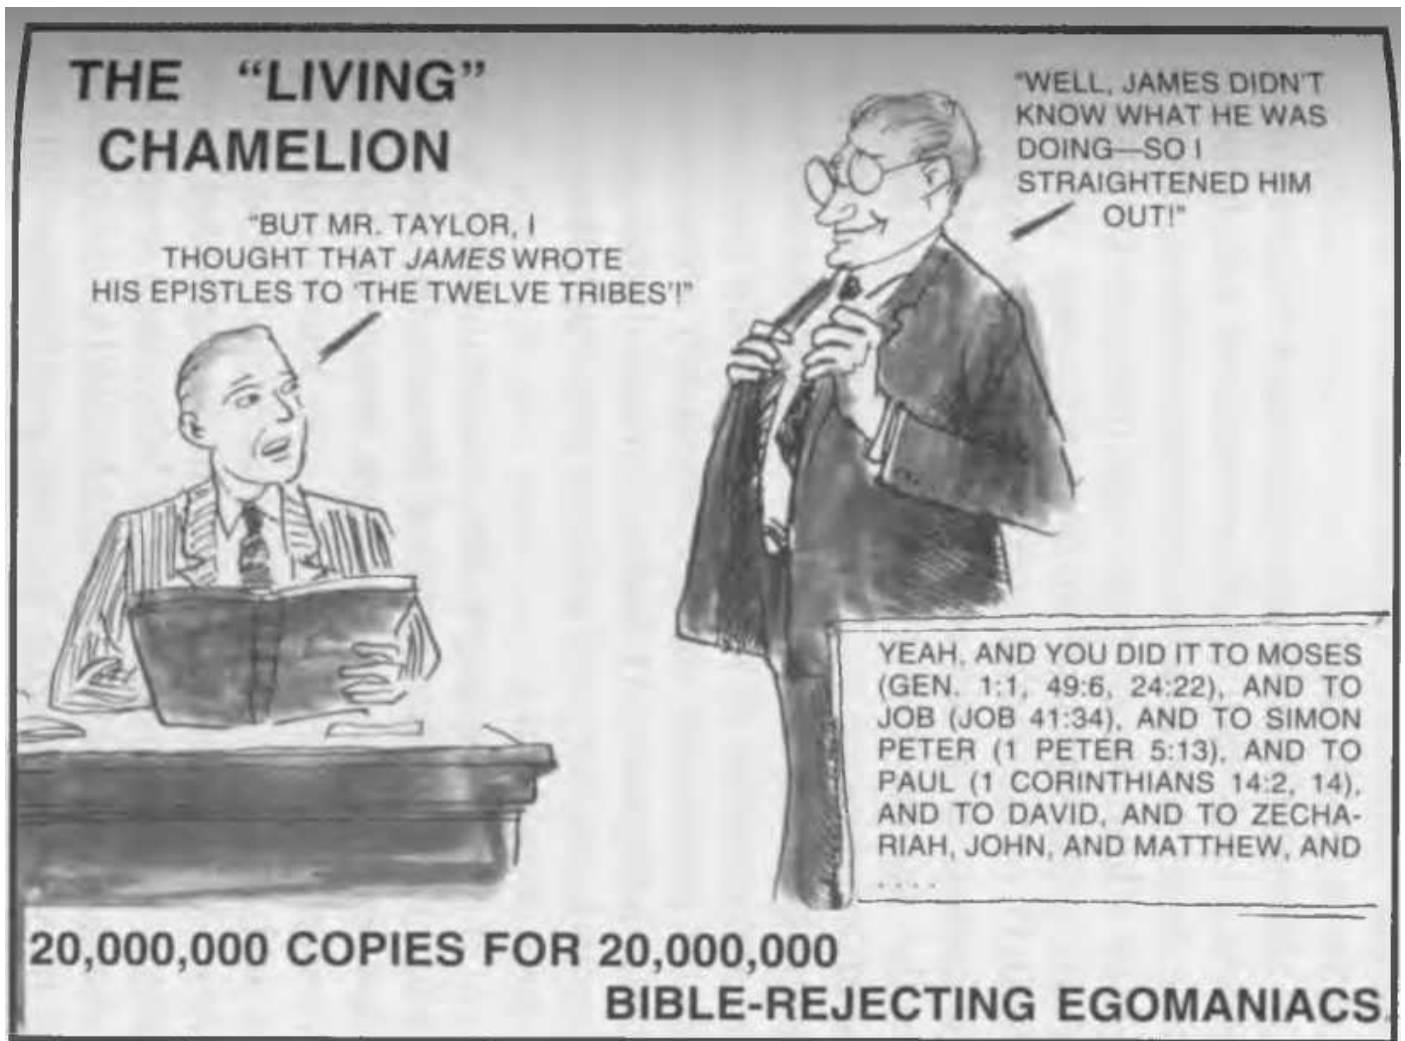 THE "LIVING"
CHAMELION
"BUT MR. TAYLOR, I
THOUGHT THAT JAMES WROTE
HIS EPISTLES TO 'THE TWELVE TRIBES'!"
"WELL, JAMES DIDN'T
KNOW WHAT HE WAS
DOING—SO I
STRAIGHTENED HIM
OUT!"
YEAH, AND YOU DID IT TO MOSES
(GEN. 1:1, 49:6, 24:22), AND TO
JOB (JOB 41:34), AND TO SIMON
PETER (1 PETER 5:13), AND TO
PAUL (1 CORINTHIANS 14:2, 14),
AND TO DAVID, AND TO ZECHA-
RIAH, JOHN, AND MATTHEW, AND
. . . .
20,000,000 COPIES FOR 20,000,000
BIBLE-REJECTING EGOMANIACS